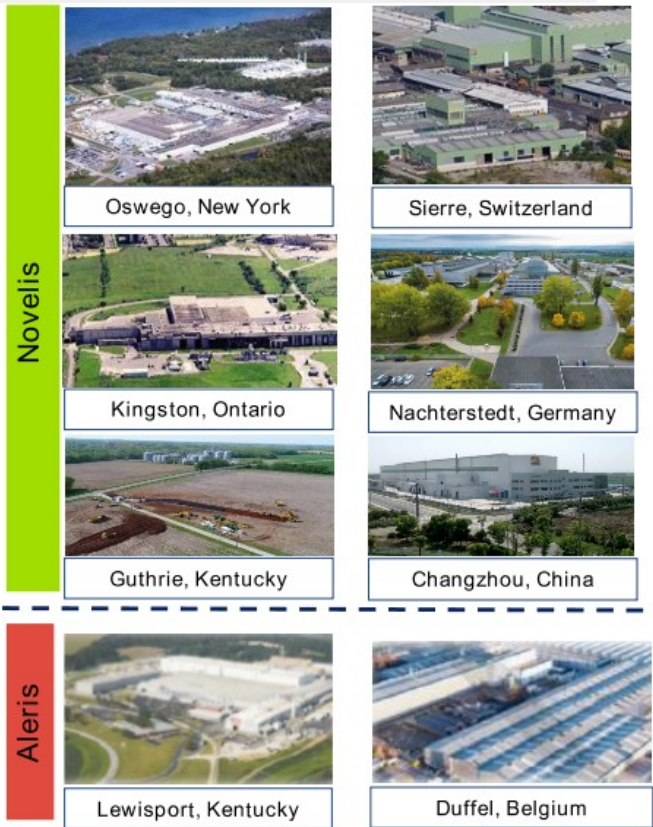 Novelis
Oswego, New York
Sierre, Switzerland
Kingston, Ontario
Nachterstedt, Germany
Guthrie, Kentucky
Changzhou, China
Aleris
Lewisport, Kentucky
Duffel, Belgium